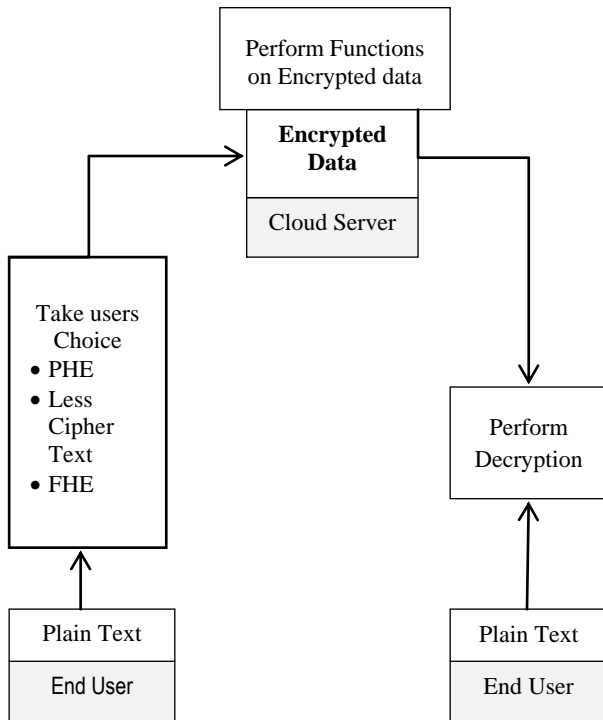 Perform Functions
on Encrypted data
Encrypted
Data
Cloud Server
Take users
Choice
• PHE
• Less
Cipher
Text
• FHE
Perform
Decryption
Plain Text
End User
Plain Text
End User